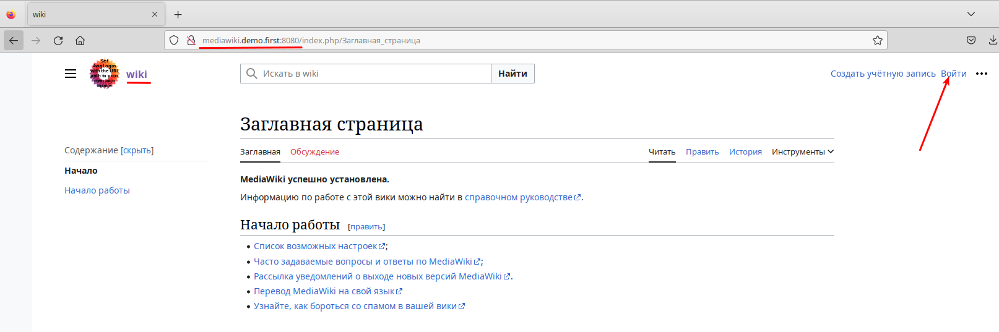 wiki
mediawiki.demo.first:8080/index.php/Заглавная_страница
Set
$wgLogos
with the URL
path to your
own logo
image
wiki
Искать в wiki
Найти
Создать учётную запись Войти
Заглавная страница
Содержание [скрыть]
Заглавная Обсуждение Читать Править История Инструменты
Начало
MediaWiki успешно установлена.
Начало работы
Информацию по работе с этой вики можно найти в справочном руководстве.
Начало работы [править]
Список возможных настроек;
Часто задаваемые вопросы и ответы по MediaWiki;
Рассылка уведомлений о выходе новых версий MediaWiki.
Перевод MediaWiki на свой язык
Узнайте, как бороться со спамом в вашей вики